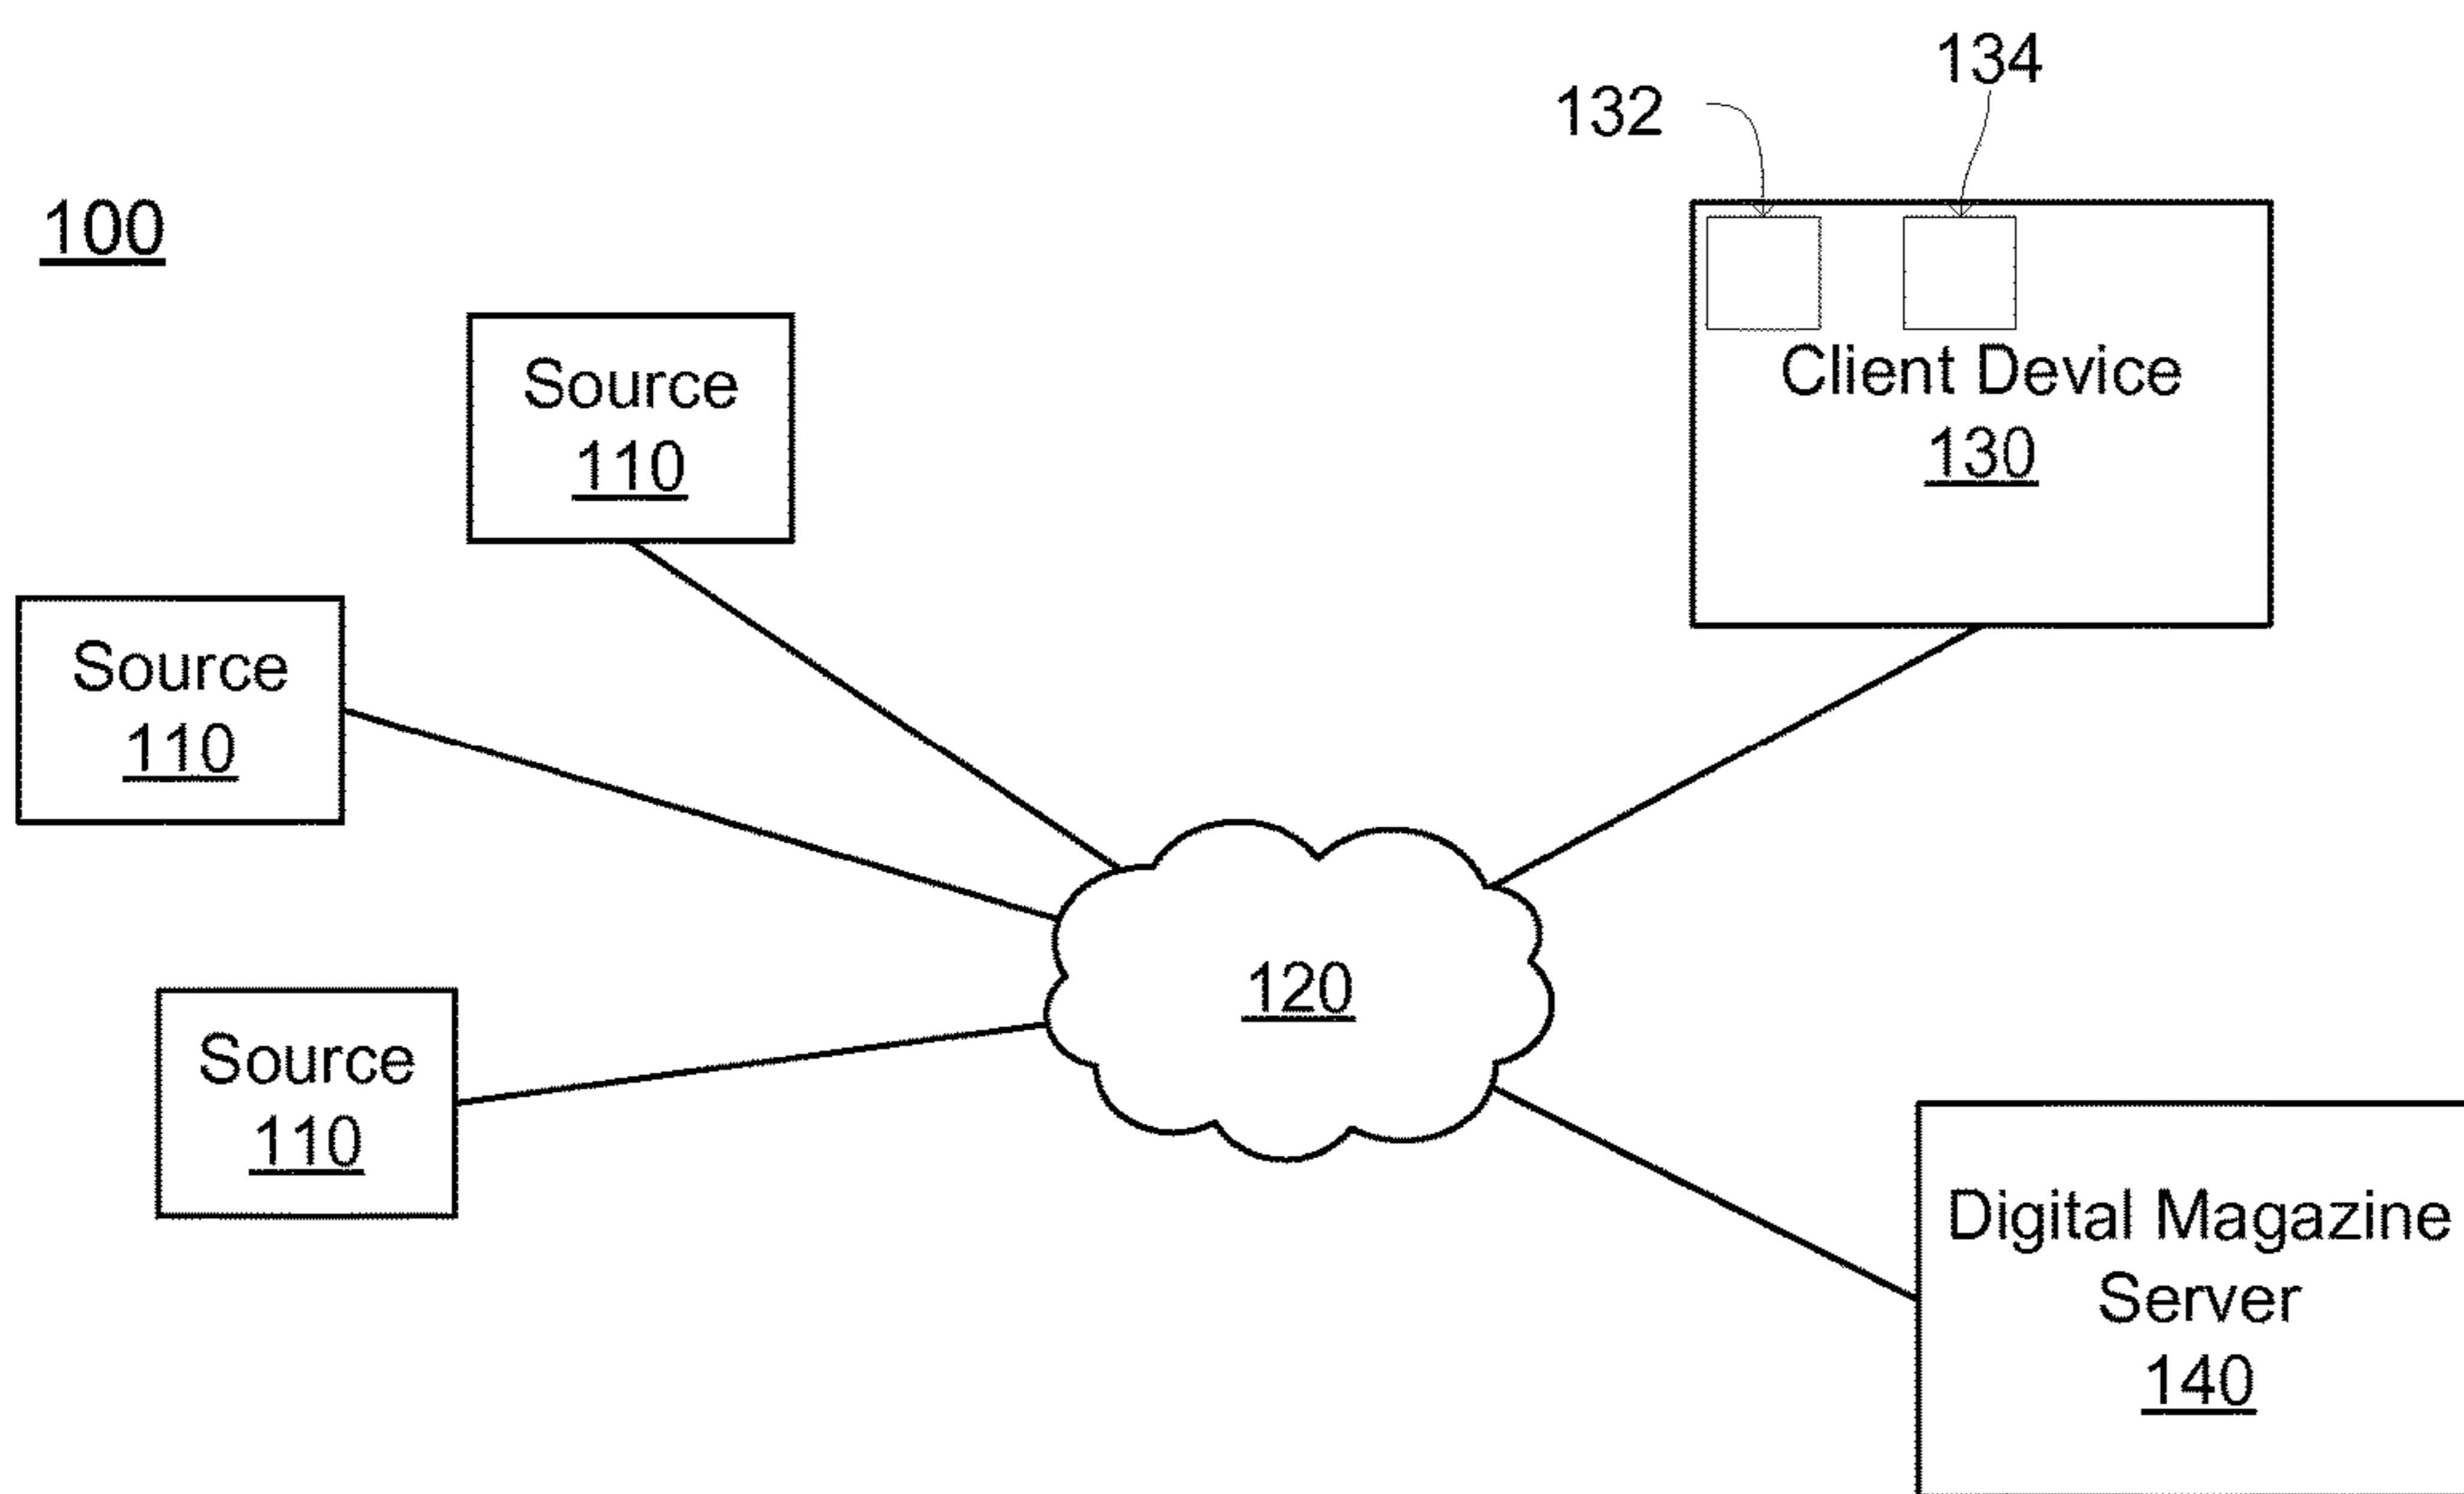 134
132
100
Source
110
Client Device
130
Source
110
120
Source
110
Digital Magazine
Server
140